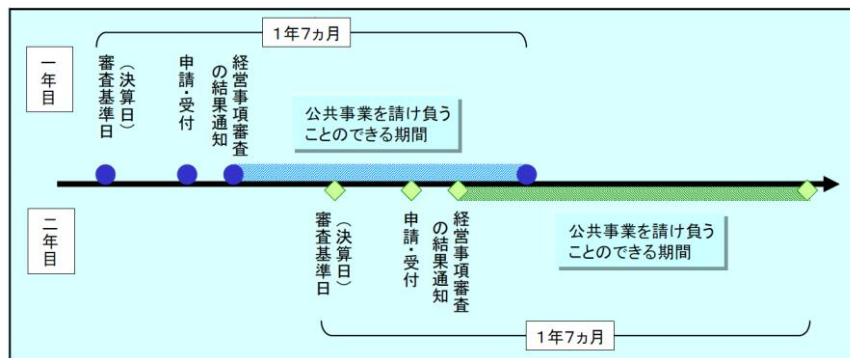 1年7ヵ月
一年目
審査基準日
（決算日）
申請・受付
経営事項審査
の結果通知
公共事業を請け負う
ことのできる期間
二年目
審査基準日
（決算日）
申請・受付
経営事項審査
の結果通知
公共事業を請け負う
ことのできる期間
1年7ヵ月